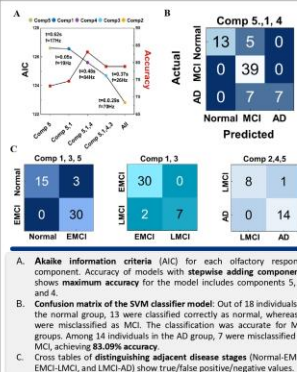 Comp 5 Comp1 Comp4 Comp3 Comp2
A
AIC
Accuracy
Comp 5
Comp 5,1
Comp 5,1,4
Comp 5,1,4,3
All
B
Comp 5.,1, 4
Actual
Normal
MCI
AD
13 5 0
0 39 0
0 7 7
Normal MCI AD
Predicted
C
Comp 1, 3, 5
Normal
EMCI
15 3
0 30
Normal EMCI
Comp 1, 3
EMCI
LMCI
30 0
2 7
EMCI LMCI
Comp 2,4,5
LMCI
AD
8 1
0 14
LMCI AD
A. Akaike information criteria (AIC) for each olfactory respon
component. Accuracy of models with stepwise adding compone
shows maximum accuracy for the model includes components 5,
and 4.
B. Confusion matrix of the SVM classifier model: Out of 18 individuals
the normal group, 13 were classified correctly as normal, wherea
were misclassified as MCI. The classification was accurate for M
groups. Among 14 individuals in the AD group, 7 were misclassified
MCI, achieving 83.09% accuracy.
C. Cross tables of distinguishing adjacent disease stages (Normal-EM
EMCI-LMCI, and LMCI-AD) show true/false positive/negative values.